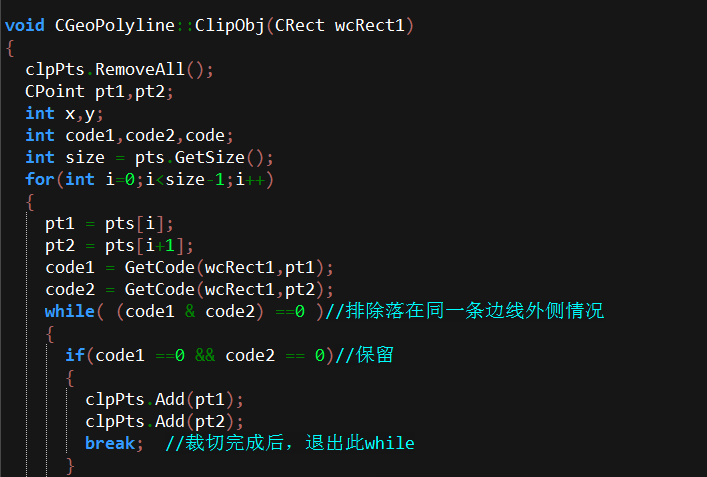 void CGeoPolyline::ClipObj(CRect wcRect1)
{
clpPts.RemoveAll();
CPoint pt1,pt2;
int x,y;
int code1,code2,code;
int size = pts.GetSize();
for(int i=0;i<size-1;i++)
{
pt1 = pts[i];
pt2 = pts[i+1];
code1 = GetCode(wcRect1,pt1);
code2 = GetCode(wcRect1,pt2);
while( (code1 & code2) ==0 )//排除落在同一条边线外侧情况
{
if(code1 ==0 && code2 == 0)//保留
{
clpPts.Add(pt1);
clpPts.Add(pt2);
break;  //裁切完成后，退出此while
}